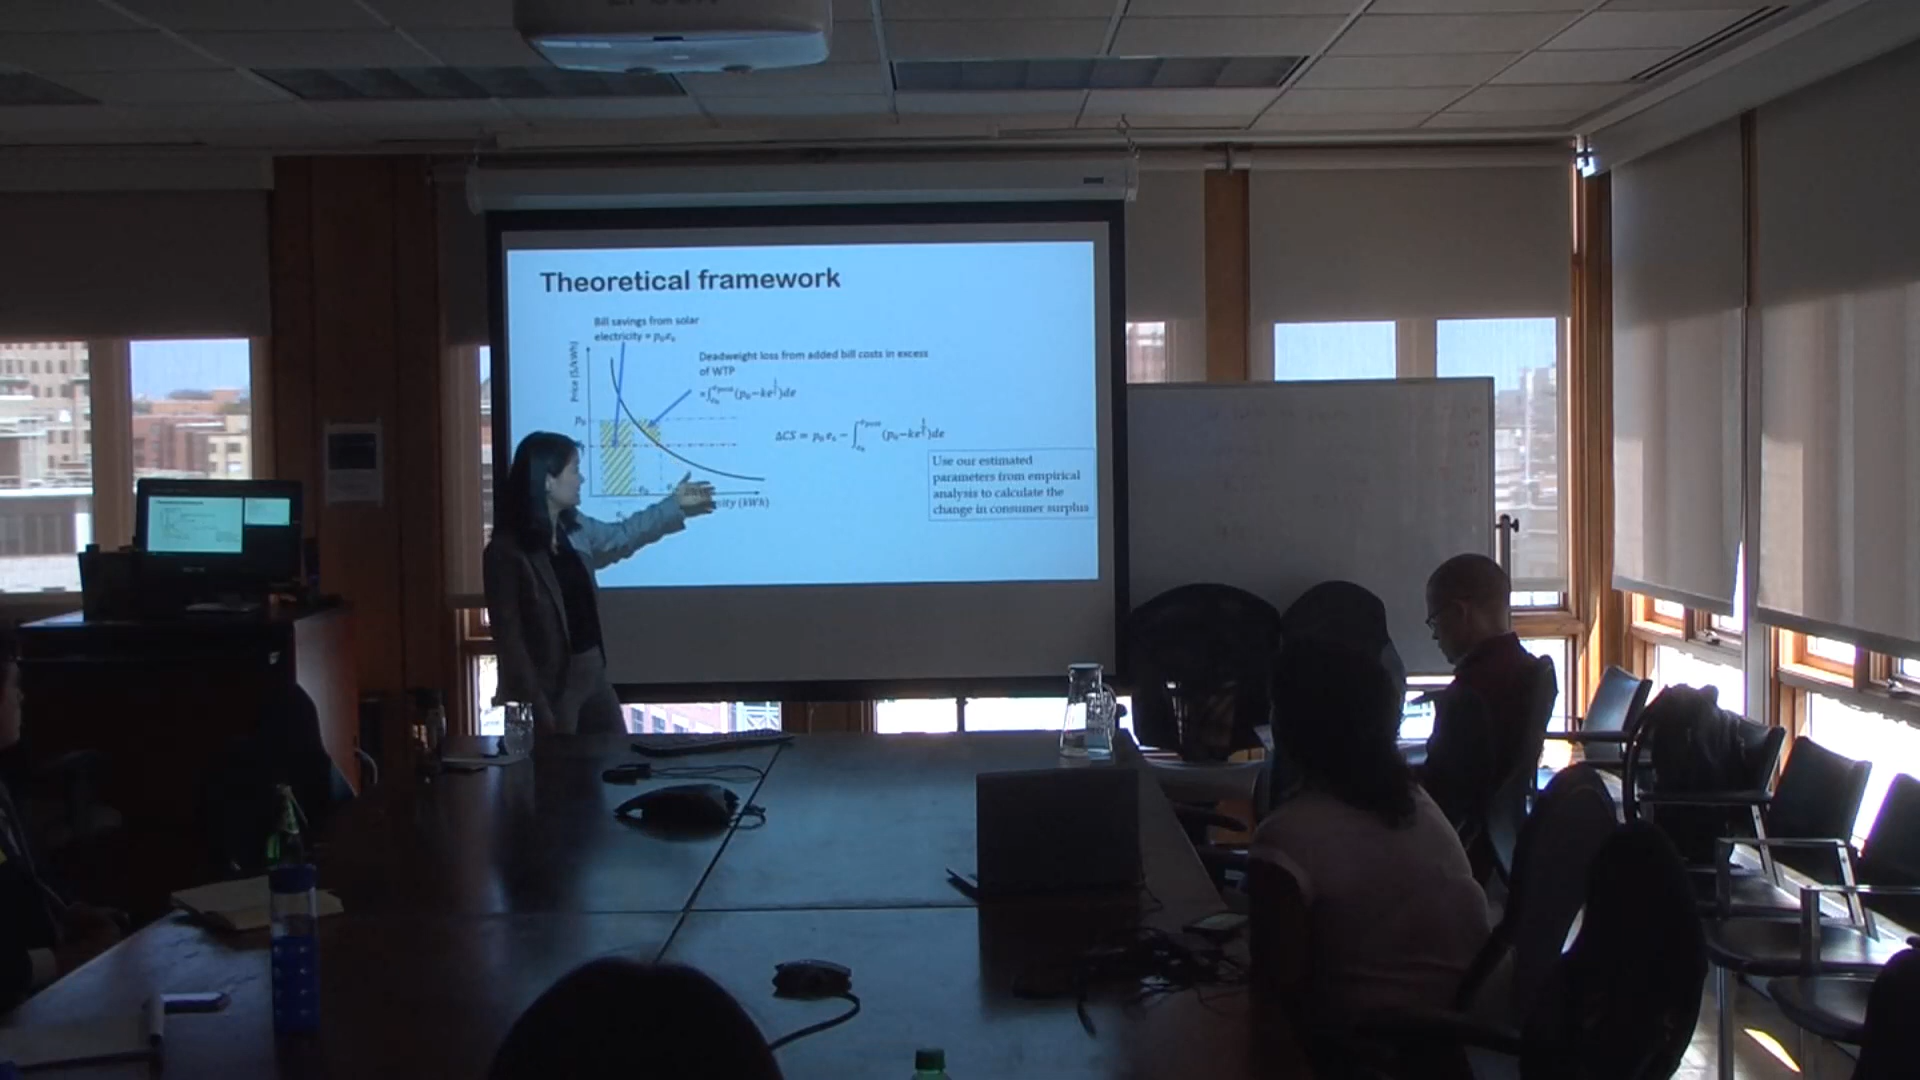 Theoretical framework
Bill savings from solar
electricity = p₀eₛ
Deadweight loss from added bill costs in excess
of WTP
Price ($/kWh)
p₀
e₀
(kWh)
ΔCS = p₀eₛ −
Use our estimated
parameters from empirical
analysis to calculate the
change in consumer surplus